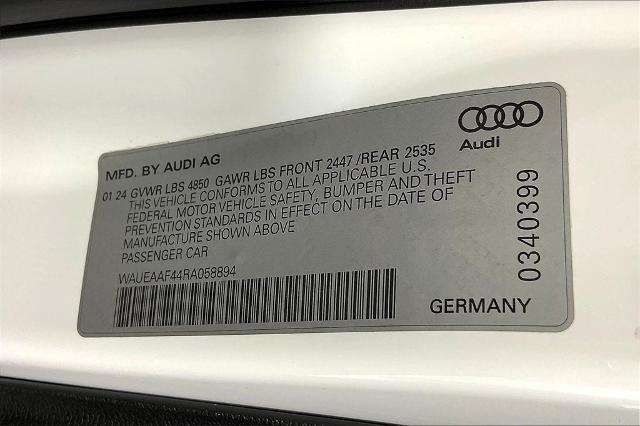 MFD. BY AUDI AG
01 24 GVWR LBS 4850 GAWR LBS FRONT 2447 /REAR 2535
THIS VEHICLE CONFORMS TO ALL APPLICABLE U.S.
FEDERAL MOTOR VEHICLE SAFETY, BUMPER AND THEFT
PREVENTION STANDARDS IN EFFECT ON THE DATE OF
MANUFACTURE SHOWN ABOVE
PASSENGER CAR
WAUEAAF44RA058894
Audi
0340399
GERMANY